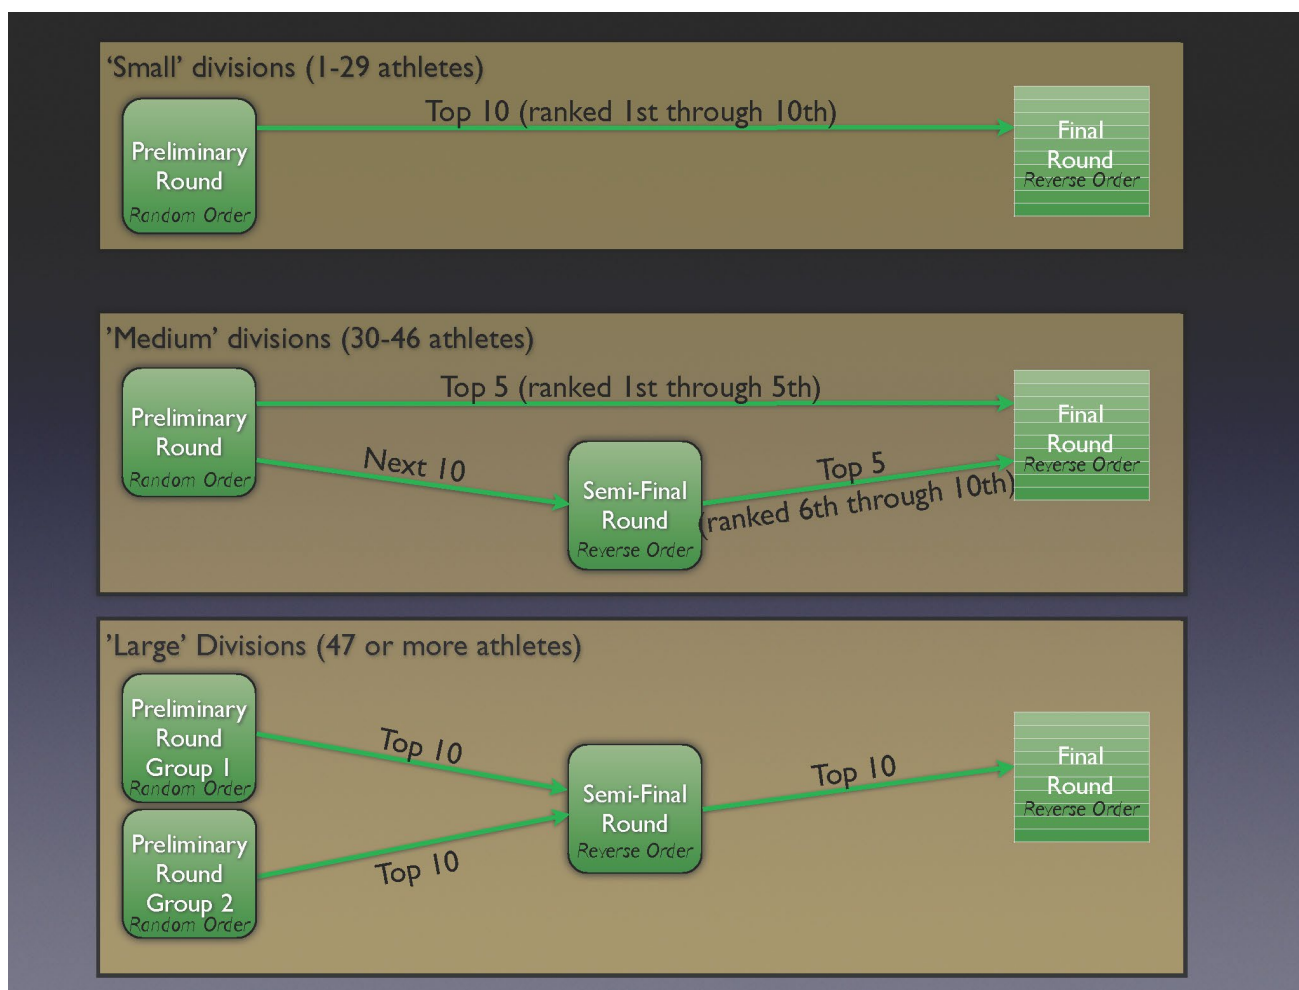 ‘Small’ divisions (1-29 athletes)
Top 10 (ranked 1st through 10th)
Preliminary
Round
Random Order
Final
Round
Reverse Order
’Medium’ divisions (30-46 athletes)
Top 5 (ranked 1st through 5th)
Preliminary
Round
Random Order
Next 10
Semi-Final
Round
Reverse Order
Top 5
(ranked 6th through 10th)
Final
Round
Reverse Order
’Large’ Divisions (47 or more athletes)
Preliminary
Round
Group 1
Random Order
Top 10
Preliminary
Round
Group 2
Random Order
Top 10
Semi-Final
Round
Reverse Order
Top 10
Final
Round
Reverse Order